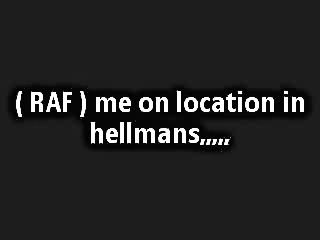 ( RAF ) me on location in
hellmans,,,,,